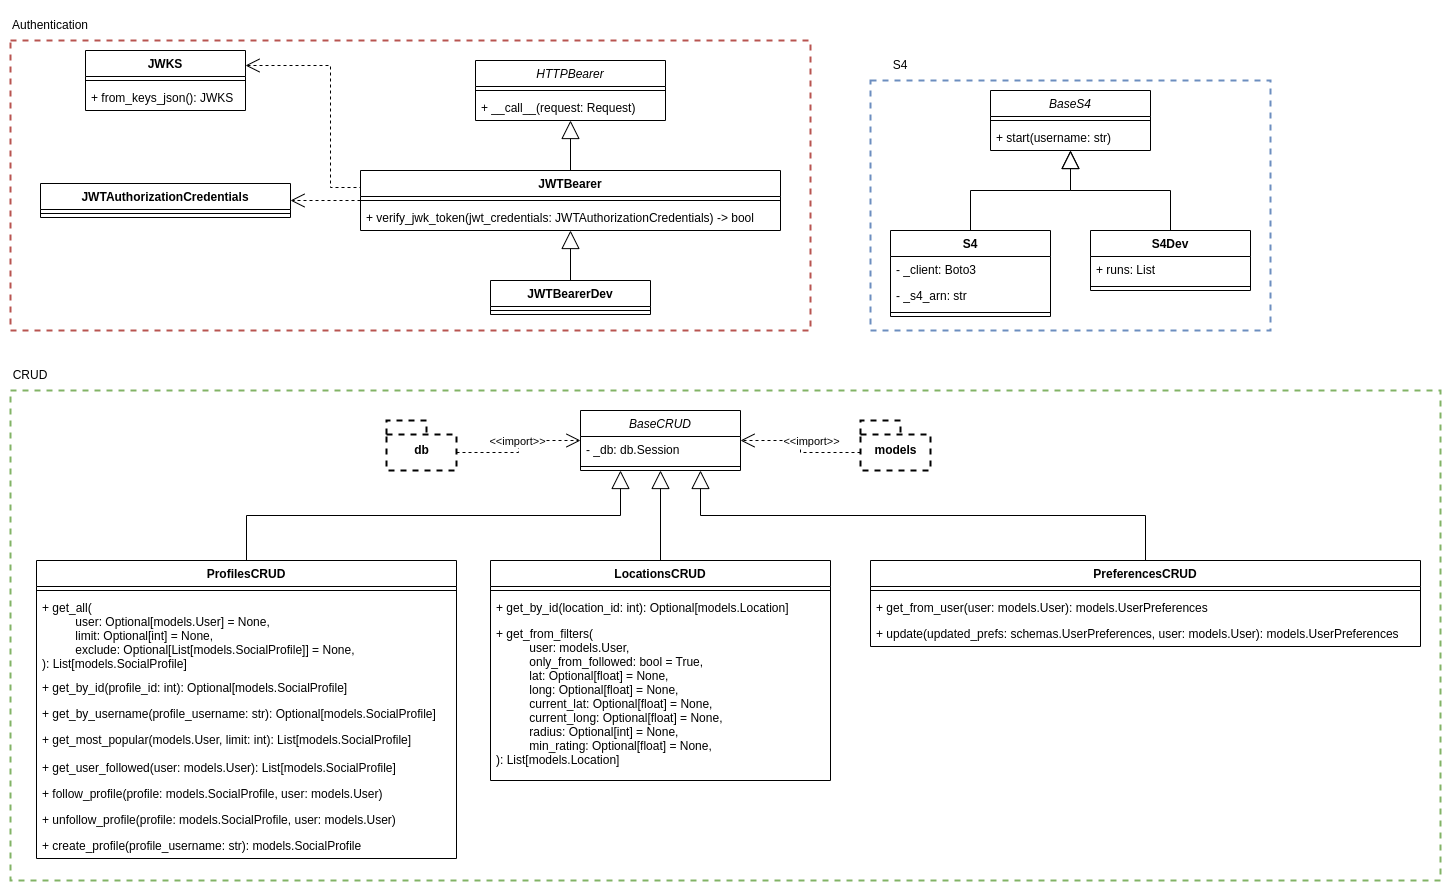 Authentication
JWKS
+ from_keys_json(): JWKS
HTTPBearer
+ __call__(request: Request)
JWTAuthorizationCredentials
JWTBearer
+ verify_jwk_token(jwt_credentials: JWTAuthorizationCredentials) -> bool
JWTBearerDev
S4
BaseS4
+ start(username: str)
S4
- _client: Boto3
- _s4_arn: str
S4Dev
+ runs: List
CRUD
db
<<import>>
BaseCRUD
- _db: db.Session
<<import>>
models
ProfilesCRUD
+ get_all(
user: Optional[models.User] = None,
limit: Optional[int] = None,
exclude: Optional[List[models.SocialProfile]] = None,
): List[models.SocialProfile]
+ get_by_id(profile_id: int): Optional[models.SocialProfile]
+ get_by_username(profile_username: str): Optional[models.SocialProfile]
+ get_most_popular(models.User, limit: int): List[models.SocialProfile]
+ get_user_followed(user: models.User): List[models.SocialProfile]
+ follow_profile(profile: models.SocialProfile, user: models.User)
+ unfollow_profile(profile: models.SocialProfile, user: models.User)
+ create_profile(profile_username: str): models.SocialProfile
LocationsCRUD
+ get_by_id(location_id: int): Optional[models.Location]
+ get_from_filters(
user: models.User,
only_from_followed: bool = True,
lat: Optional[float] = None,
long: Optional[float] = None,
current_lat: Optional[float] = None,
current_long: Optional[float] = None,
radius: Optional[int] = None,
min_rating: Optional[float] = None,
): List[models.Location]
PreferencesCRUD
+ get_from_user(user: models.User): models.UserPreferences
+ update(updated_prefs: schemas.UserPreferences, user: models.User): models.UserPreferences